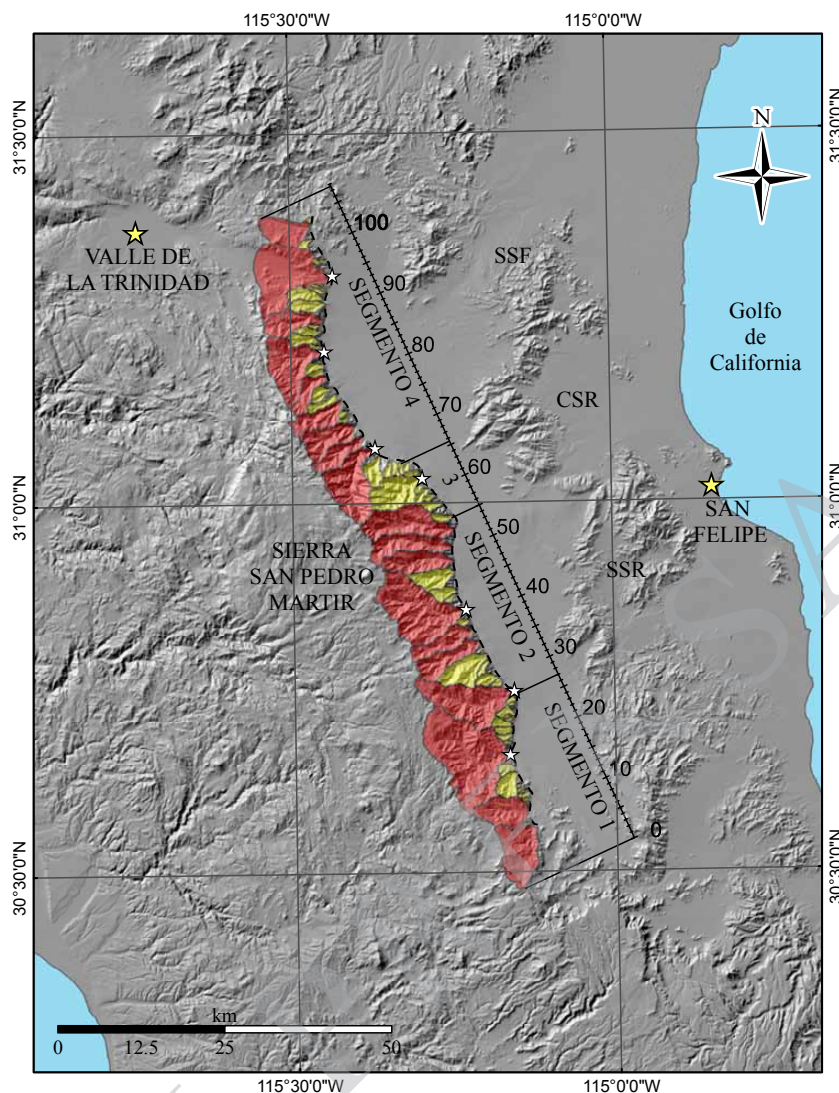 115°30'0"W
115°0'0"W
N
31°30'0"N
31°30'0"N
100
VALLE DE
LA TRINIDAD
SSF
90
Golfo
de
California
SEGMENTO 4
80
CSR
70
60
3
31°0'0"N
31°0'0"N
50
SAN
FELIPE
SIERRA
SAN PEDRO
MARTIR
SSR
SEGMENTO 2
40
30
20
SEGMENTO 1
10
0
30°30'0"N
30°30'0"N
km
0
12.5
25
50
115°30'0"W
115°0'0"W